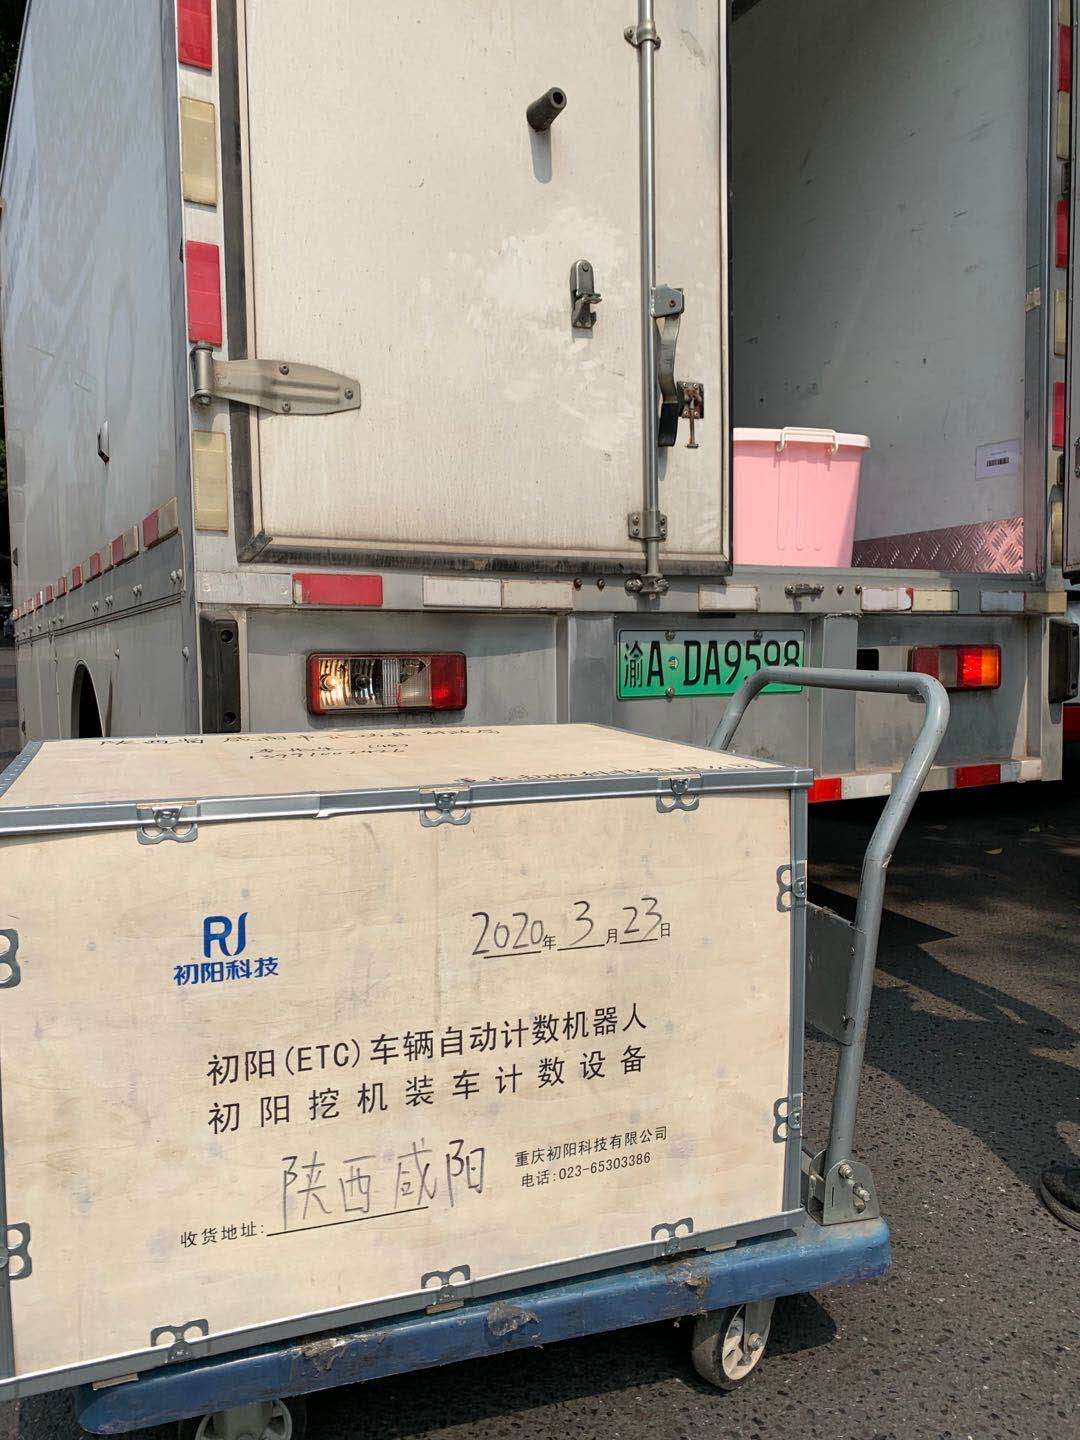 渝A·DA9598
RJ
初阳科技
2020年3月23日
初阳(ETC)车辆自动计数机器人
初阳挖机装车计数设备
重庆初阳科技有限公司
电话:023-65303386
收货地址:陕西咸阳